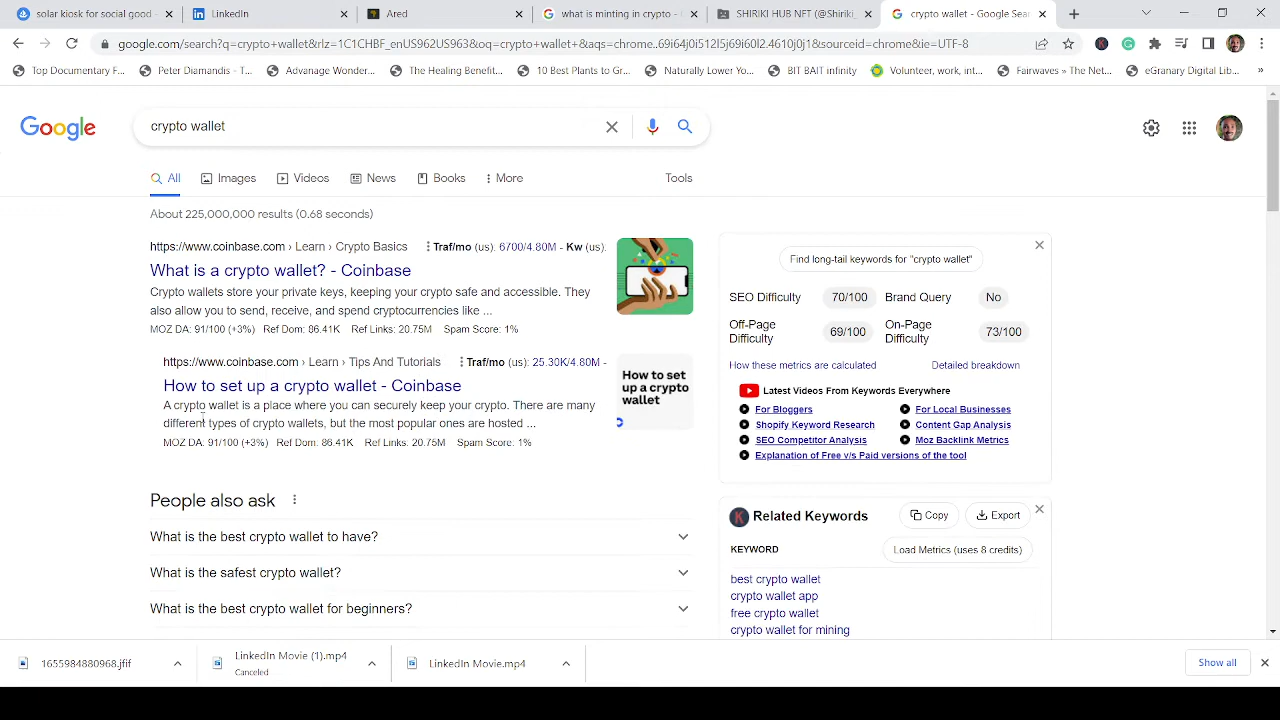 solar kiosk for social good -
LinkedIn
Ared
what is minting in crypto - G
SHIRIKI HUB NFT (@Shiriki_
crypto wallet - Google Sear
google.com/search?q=crypto+wallet&rlz=1C1CHBF_enUS922US963&oq=crypto+wallet+&aqs=chrome..69i64j0i512l5j69i60l2.4610j0j1&sourceid=chrome&ie=UTF-8
Top Documentary F...
Peter Diamandis - T...
Advanage Wonder...
The Healing Benefit...
10 Best Plants to Gr...
Naturally Lower Yo...
BIT BAIT infinity
Volunteer, work, int...
Fairwaves » The Net...
eGranary Digital Lib...
»
Google
crypto wallet
All
Images
Videos
News
Books
More
Tools
About 225,000,000 results (0.68 seconds)
https://www.coinbase.com › Learn › Crypto Basics
Traf/mo (us): 6700/4.80M - Kw (us):
What is a crypto wallet? - Coinbase
Crypto wallets store your private keys, keeping your crypto safe and accessible. They
also allow you to send, receive, and spend cryptocurrencies like ...
MOZ DA: 91/100 (+3%) Ref Dom: 86.41K Ref Links: 20.75M Spam Score: 1%
https://www.coinbase.com › Learn › Tips And Tutorials
Traf/mo (us): 25.30K/4.80M -
How to set up a crypto wallet - Coinbase
A crypto wallet is a place where you can securely keep your crypto. There are many
different types of crypto wallets, but the most popular ones are hosted ...
MOZ DA: 91/100 (+3%) Ref Dom: 86.41K Ref Links: 20.75M Spam Score: 1%
How to set
up a crypto
wallet
People also ask
What is the best crypto wallet to have?
What is the safest crypto wallet?
What is the best crypto wallet for beginners?
Find long-tail keywords for "crypto wallet"
SEO Difficulty 70/100 Brand Query No
Off-Page
Difficulty 69/100
On-Page
Difficulty 73/100
How these metrics are calculated
Detailed breakdown
Latest Videos From Keywords Everywhere
For Bloggers
For Local Businesses
Shopify Keyword Research
Content Gap Analysis
SEO Competitor Analysis
Moz Backlink Metrics
Explanation of Free v/s Paid versions of the tool
K
Related Keywords
Copy
Export
KEYWORD
Load Metrics (uses 8 credits)
best crypto wallet
crypto wallet app
free crypto wallet
crypto wallet for mining
1655984880968.jfif
LinkedIn Movie (1).mp4
Canceled
LinkedIn Movie.mp4
Show all